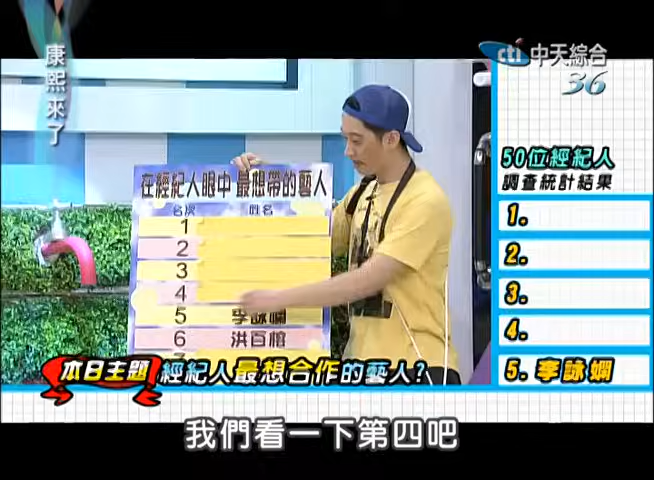 康熙來了
cti 中天綜合
36
50位經紀人
調查統計結果
1.
2.
3.
4.
5. 李詠嫻
在經紀人眼中 最想帶的藝人
名次 姓名
1
2
3
4
5 李詠嫻
6 洪百榕
7
本日主題 經紀人最想合作的藝人?
我們看一下第四吧